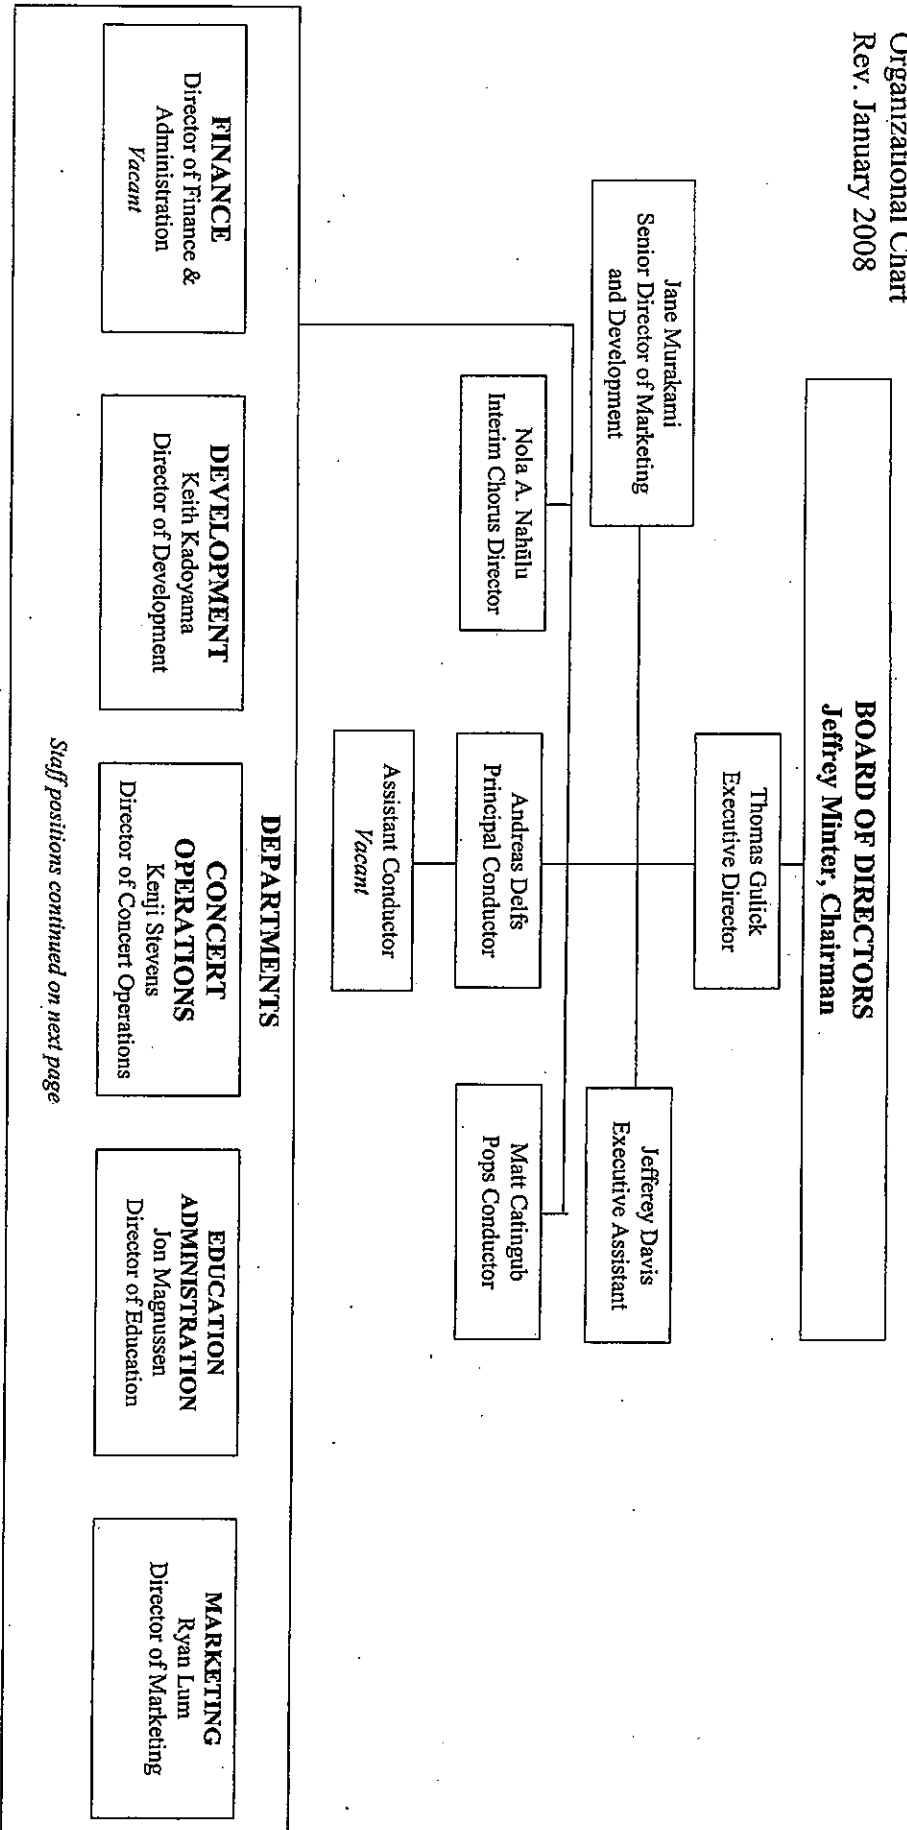 Organizational Chart
Rev. January 2008
BOARD OF DIRECTORS
Jeffrey Minter, Chairman
Thomas Gulick
Executive Director
Jane Murakami
Senior Director of Marketing
and Development
Jefferey Davis
Executive Assistant
Nola A. Nahūlu
Interim Chorus Director
Andreas Delfs
Principal Conductor
Matt Catingub
Pops Conductor
Assistant Conductor
Vacant
DEPARTMENTS
FINANCE
Director of Finance &
Administration
Vacant
DEVELOPMENT
Keith Kadoyama
Director of Development
CONCERT
OPERATIONS
Kenji Stevens
Director of Concert Operations
EDUCATION
ADMINISTRATION
Jon Magnussen
Director of Education
MARKETING
Ryan Lum
Director of Marketing
Staff positions continued on next page